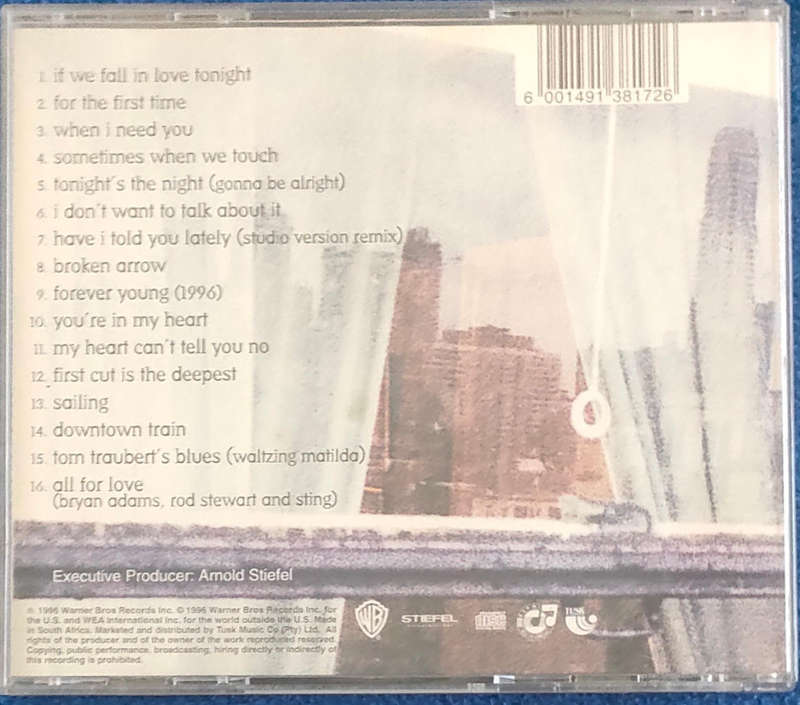 1. if we fall in love tonight
2. for the first time
3. when i need you
4. sometimes when we touch
5. tonight's the night (gonna be alright)
6. i don't want to talk about it
7. have i told you lately (studio version remix)
8. broken arrow
9. forever young (1996)
10. you're in my heart
11. my heart can't tell you no
12. first cut is the deepest
13. sailing
14. downtown train
15. tom traubert's blues (waltzing matilda)
16. all for love
(bryan adams, rod stewart and sting)
6 001491 381726
Executive Producer: Arnold Stiefel
℗ 1996 Warner Bros Records Inc. © 1996 Warner Bros Records Inc. for
the U.S. and WEA International Inc. for the world outside the U.S. Made
in South Africa. Marketed and distributed by Tusk Music Co (Pty) Ltd. All
rights of the producer and of the owner of the work reproduced reserved.
Copying, public performance, broadcasting, hiring directly or indirectly of
this recording is prohibited.
WB STIEFEL disc TUSK